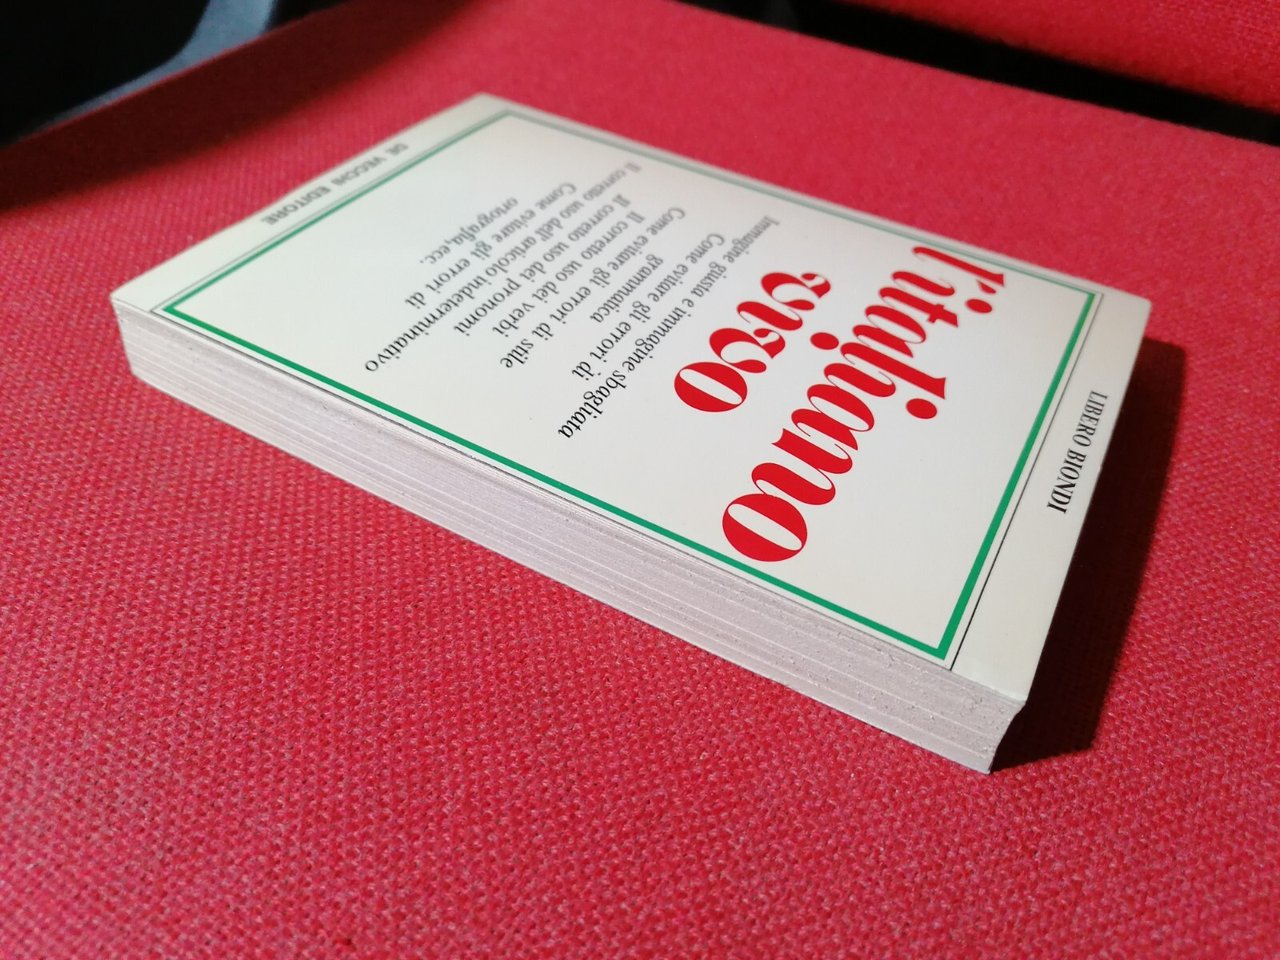 LIBERO BIONDI
l'italiano
vivo
Immagine giusta e immagine sbagliata
Come evitare gli errori di
grammatica
Come evitare gli errori di stile
Il corretto uso dei verbi
Il corretto uso dei pronomi
Il corretto uso dell'articolo indeterminativo
Come evitare gli errori di
ortografia, ecc.
DE VECCHI EDITORE